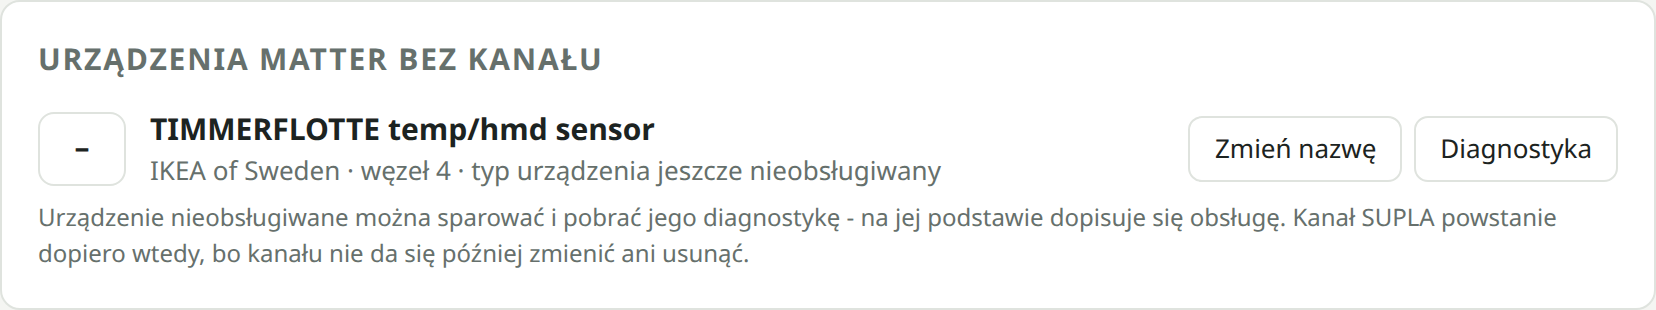 URZĄDZENIA MATTER BEZ KANAŁU
–
TIMMERFLOTTE temp/hmd sensor
IKEA of Sweden · węzeł 4 · typ urządzenia jeszcze nieobsługiwany
Zmień nazwę
Diagnostyka
Urządzenie nieobsługiwane można sparować i pobrać jego diagnostykę - na jej podstawie dopisuje się obsługę. Kanał SUPLA powstanie
dopiero wtedy, bo kanału nie da się później zmienić ani usunąć.